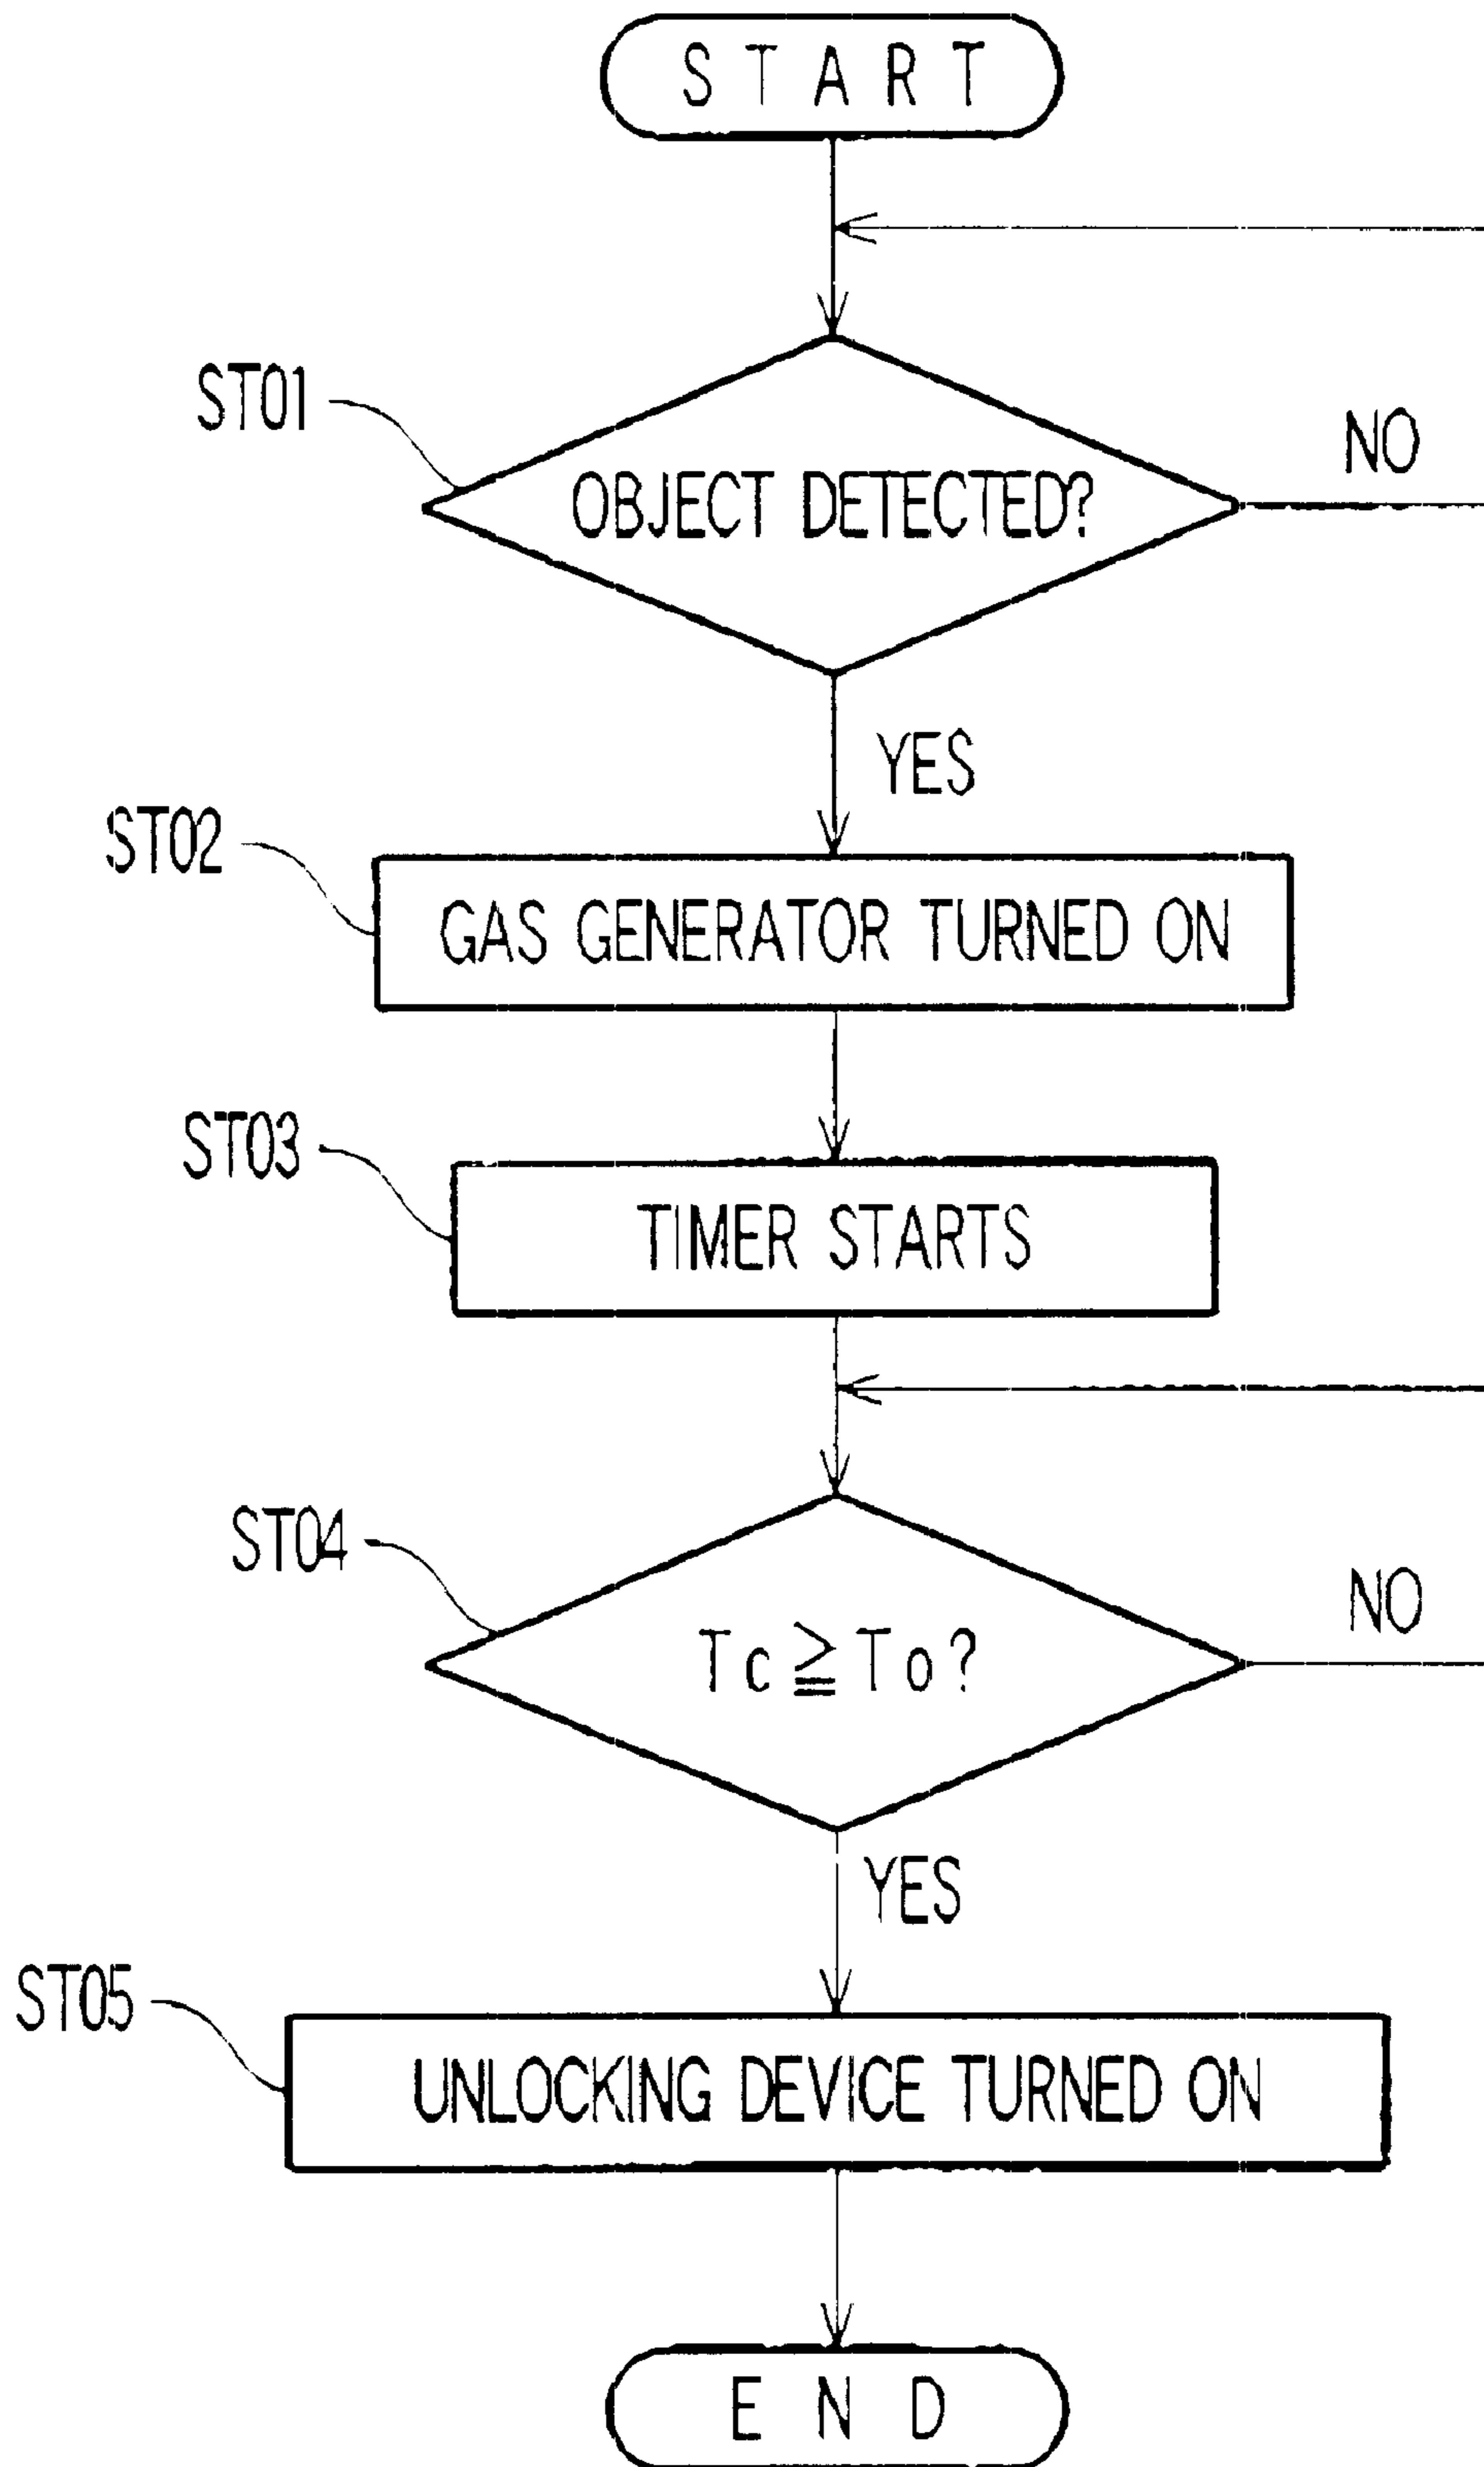 START
ST01
OBJECT DETECTED?
NO
YES
ST02
GAS GENERATOR TURNED ON
ST03
TIMER STARTS
ST04
Tc≧To?
NO
YES
ST05
UNLOCKING DEVICE TURNED ON
END